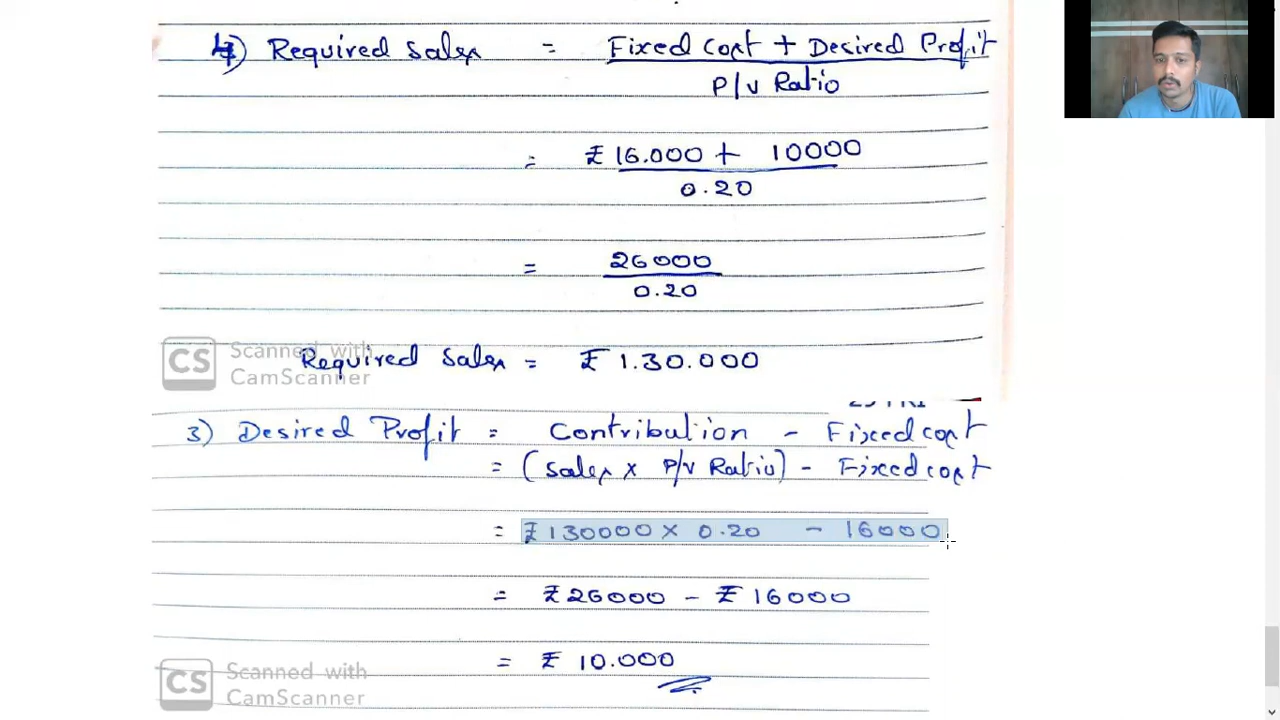 4) Required Sales = Fixed Cost + Desired Profit
P/V Ratio
= ₹ 16.000 + 10000
0.20
= 26000
0.20
Required Sales = ₹ 1.30.000
CS Scanned with
CamScanner
3) Desired Profit = Contribution - Fixed cost
= (Sales x P/V Ratio) - Fixed cost
= ₹130000 x 0.20 - 16000
= ₹26000 - ₹16000
= ₹ 10.000
CS Scanned with
CamScanner